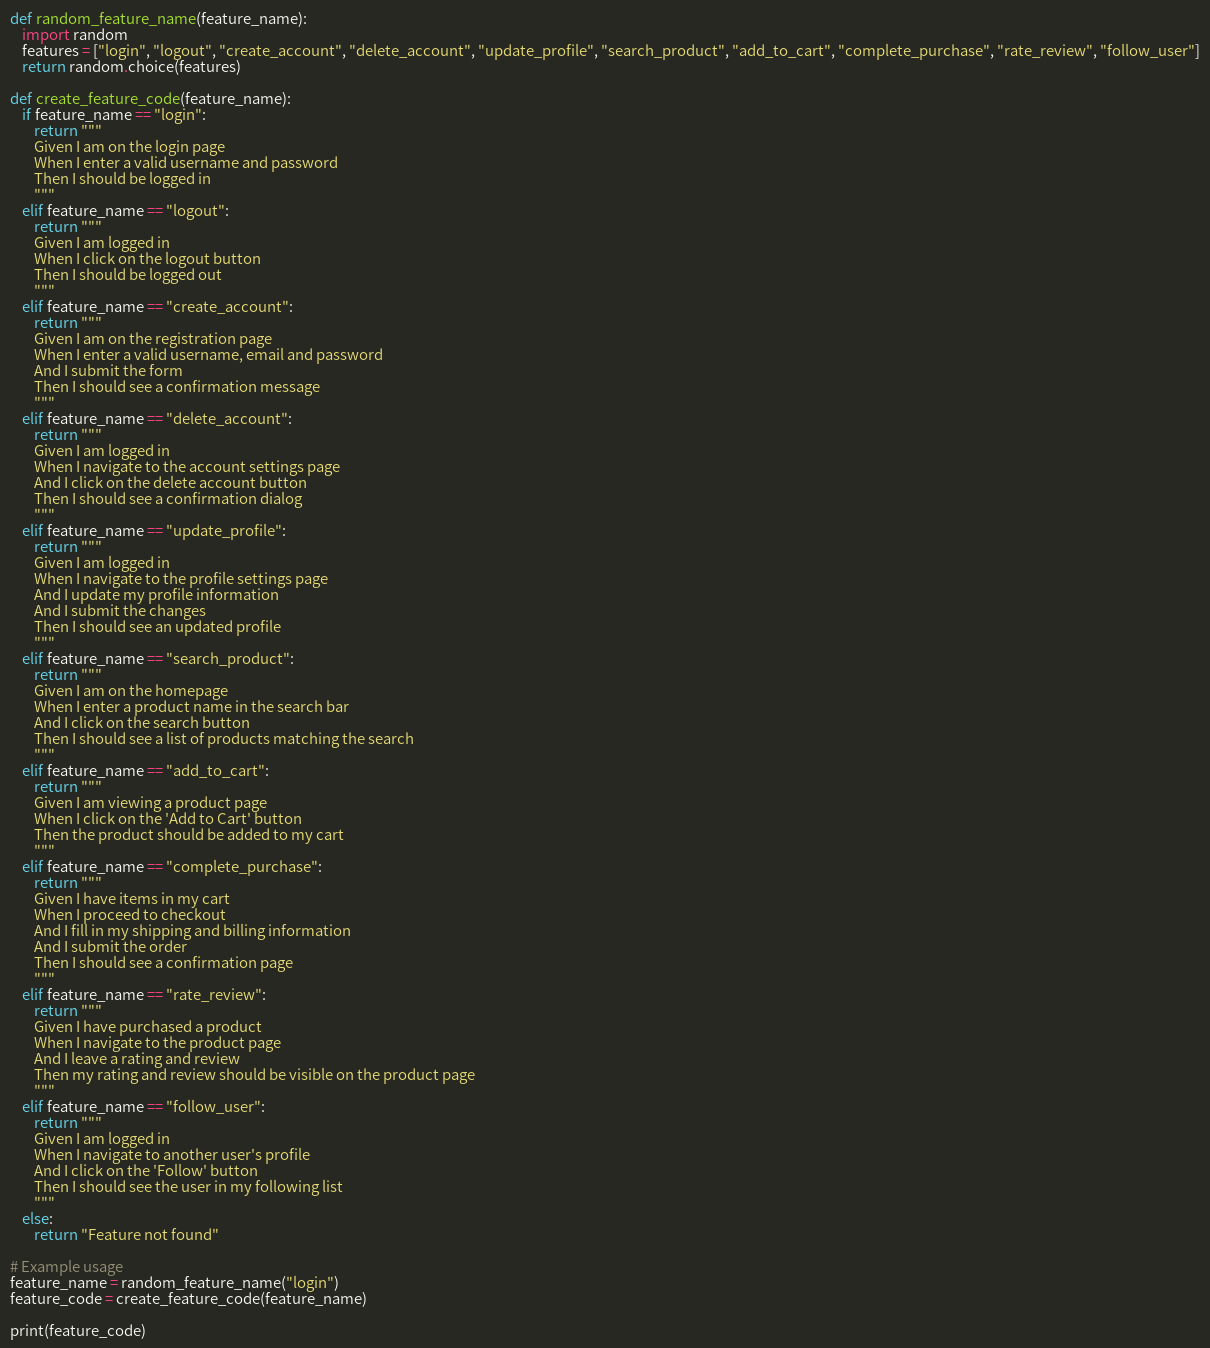 def random_feature_name(feature_name):
    import random
    features = ["login", "logout", "create_account", "delete_account", "update_profile", "search_product", "add_to_cart", "complete_purchase", "rate_review", "follow_user"]
    return random.choice(features)

def create_feature_code(feature_name):
    if feature_name == "login":
        return """
        Given I am on the login page
        When I enter a valid username and password
        Then I should be logged in
        """
    elif feature_name == "logout":
        return """
        Given I am logged in
        When I click on the logout button
        Then I should be logged out
        """
    elif feature_name == "create_account":
        return """
        Given I am on the registration page
        When I enter a valid username, email and password
        And I submit the form
        Then I should see a confirmation message
        """
    elif feature_name == "delete_account":
        return """
        Given I am logged in
        When I navigate to the account settings page
        And I click on the delete account button
        Then I should see a confirmation dialog
        """
    elif feature_name == "update_profile":
        return """
        Given I am logged in
        When I navigate to the profile settings page
        And I update my profile information
        And I submit the changes
        Then I should see an updated profile
        """
    elif feature_name == "search_product":
        return """
        Given I am on the homepage
        When I enter a product name in the search bar
        And I click on the search button
        Then I should see a list of products matching the search
        """
    elif feature_name == "add_to_cart":
        return """
        Given I am viewing a product page
        When I click on the 'Add to Cart' button
        Then the product should be added to my cart
        """
    elif feature_name == "complete_purchase":
        return """
        Given I have items in my cart
        When I proceed to checkout
        And I fill in my shipping and billing information
        And I submit the order
        Then I should see a confirmation page
        """
    elif feature_name == "rate_review":
        return """
        Given I have purchased a product
        When I navigate to the product page
        And I leave a rating and review
        Then my rating and review should be visible on the product page
        """
    elif feature_name == "follow_user":
        return """
        Given I am logged in
        When I navigate to another user's profile
        And I click on the 'Follow' button
        Then I should see the user in my following list
        """
    else:
        return "Feature not found"

# Example usage
feature_name = random_feature_name("login")
feature_code = create_feature_code(feature_name)

print(feature_code)